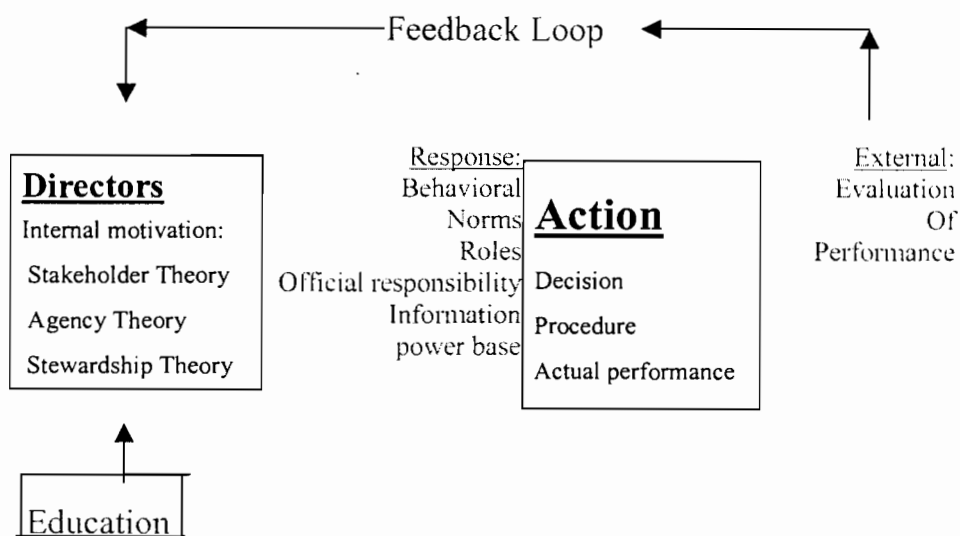 Feedback Loop
Directors
Internal motivation:
Stakeholder Theory
Agency Theory
Stewardship Theory
Response:
Behavioral
Norms
Roles
Official responsibility
Information
power base
Action
Decision
Procedure
Actual performance
External:
Evaluation
Of
Performance
Education